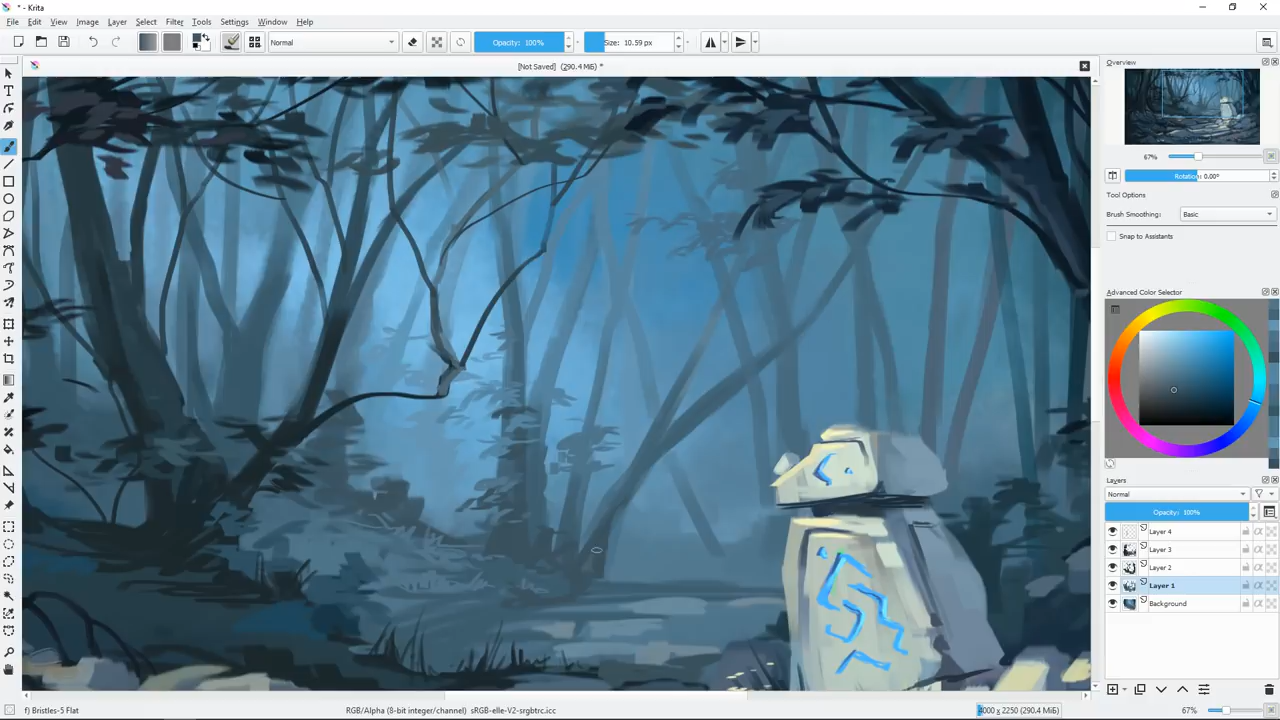 * - Krita
File Edit View Image Layer Select Filter Tools Settings Window Help
Normal Opacity: 100% Size: 10.59 px
[Not Saved] (290.4 MiB) *
Overview
67%
Rotation: 0.00°
Tool Options
Brush Smoothing: Basic
Snap to Assistants
Advanced Color Selector
Layers
Normal
Opacity: 100%
Layer 4
Layer 3
Layer 2
Layer 1
Background
f) Bristles-5 Flat RGB/Alpha (8-bit integer/channel) sRGB-elle-V2-srgbtrc.icc 4000 x 2250 (290.4 MiB) 67%